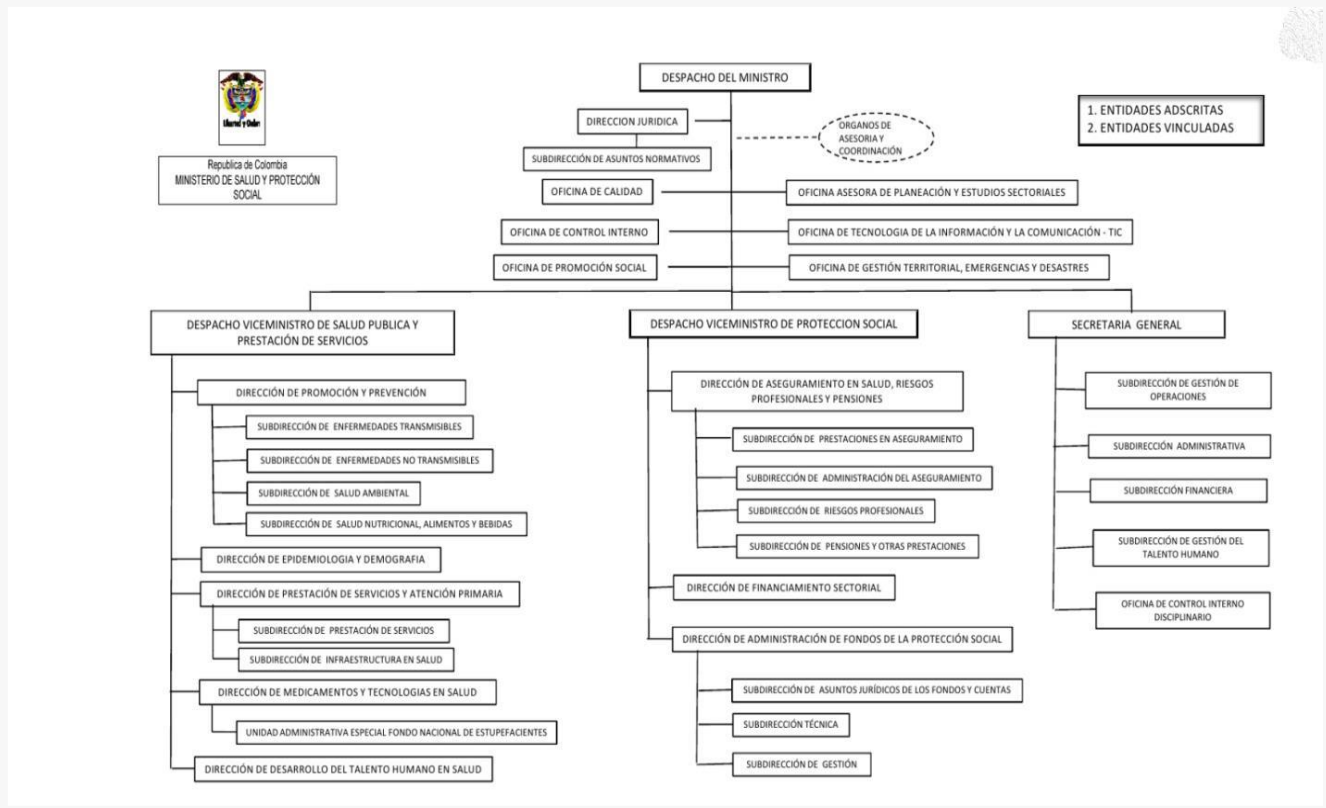 DESPACHO DEL MINISTRO
Libertad y Orden
Republica de Colombia
MINISTERIO DE SALUD Y PROTECCIÓN
SOCIAL
1. ENTIDADES ADSCRITAS
2. ENTIDADES VINCULADAS
DIRECCION JURIDICA
ORGANOS DE
ASESORIA Y
COORDINACIÓN
SUBDIRECCIÓN DE ASUNTOS NORMATIVOS
OFICINA DE CALIDAD
OFICINA ASESORA DE PLANEACIÓN Y ESTUDIOS SECTORIALES
OFICINA DE CONTROL INTERNO
OFICINA DE TECNOLOGIA DE LA INFORMACIÓN Y LA COMUNICACIÓN - TIC
OFICINA DE PROMOCIÓN SOCIAL
OFICINA DE GESTIÓN TERRITORIAL, EMERGENCIAS Y DESASTRES
DESPACHO VICEMINISTRO DE SALUD PUBLICA Y
PRESTACIÓN DE SERVICIOS
DIRECCIÓN DE PROMOCIÓN Y PREVENCIÓN
SUBDIRECCIÓN DE ENFERMEDADES TRANSMISIBLES
SUBDIRECCIÓN DE ENFERMEDADES NO TRANSMISIBLES
SUBDIRECCIÓN DE SALUD AMBIENTAL
SUBDIRECCIÓN DE SALUD NUTRICIONAL, ALIMENTOS Y BEBIDAS
DIRECCIÓN DE EPIDEMIOLOGIA Y DEMOGRAFIA
DIRECCIÓN DE PRESTACIÓN DE SERVICIOS Y ATENCIÓN PRIMARIA
SUBDIRECCIÓN DE PRESTACIÓN DE SERVICIOS
SUBDIRECCIÓN DE INFRAESTRUCTURA EN SALUD
DIRECCIÓN DE MEDICAMENTOS Y TECNOLOGIAS EN SALUD
UNIDAD ADMINISTRATIVA ESPECIAL FONDO NACIONAL DE ESTUPEFACIENTES
DIRECCIÓN DE DESARROLLO DEL TALENTO HUMANO EN SALUD
DESPACHO VICEMINISTRO DE PROTECCION SOCIAL
DIRECCIÓN DE ASEGURAMIENTO EN SALUD, RIESGOS
PROFESIONALES Y PENSIONES
SUBDIRECCIÓN DE PRESTACIONES EN ASEGURAMIENTO
SUBDIRECCIÓN DE ADMINISTRACIÓN DEL ASEGURAMIENTO
SUBDIRECCIÓN DE RIESGOS PROFESIONALES
SUBDIRECCIÓN DE PENSIONES Y OTRAS PRESTACIONES
DIRECCIÓN DE FINANCIAMIENTO SECTORIAL
DIRECCIÓN DE ADMINISTRACIÓN DE FONDOS DE LA PROTECCIÓN SOCIAL
SUBDIRECCIÓN DE ASUNTOS JURÍDICOS DE LOS FONDOS Y CUENTAS
SUBDIRECCIÓN TÉCNICA
SUBDIRECCIÓN DE GESTIÓN
SECRETARIA GENERAL
SUBDIRECCIÓN DE GESTIÓN DE
OPERACIONES
SUBDIRECCIÓN ADMINISTRATIVA
SUBDIRECCIÓN FINANCIERA
SUBDIRECCIÓN DE GESTIÓN DEL
TALENTO HUMANO
OFICINA DE CONTROL INTERNO
DISCIPLINARIO